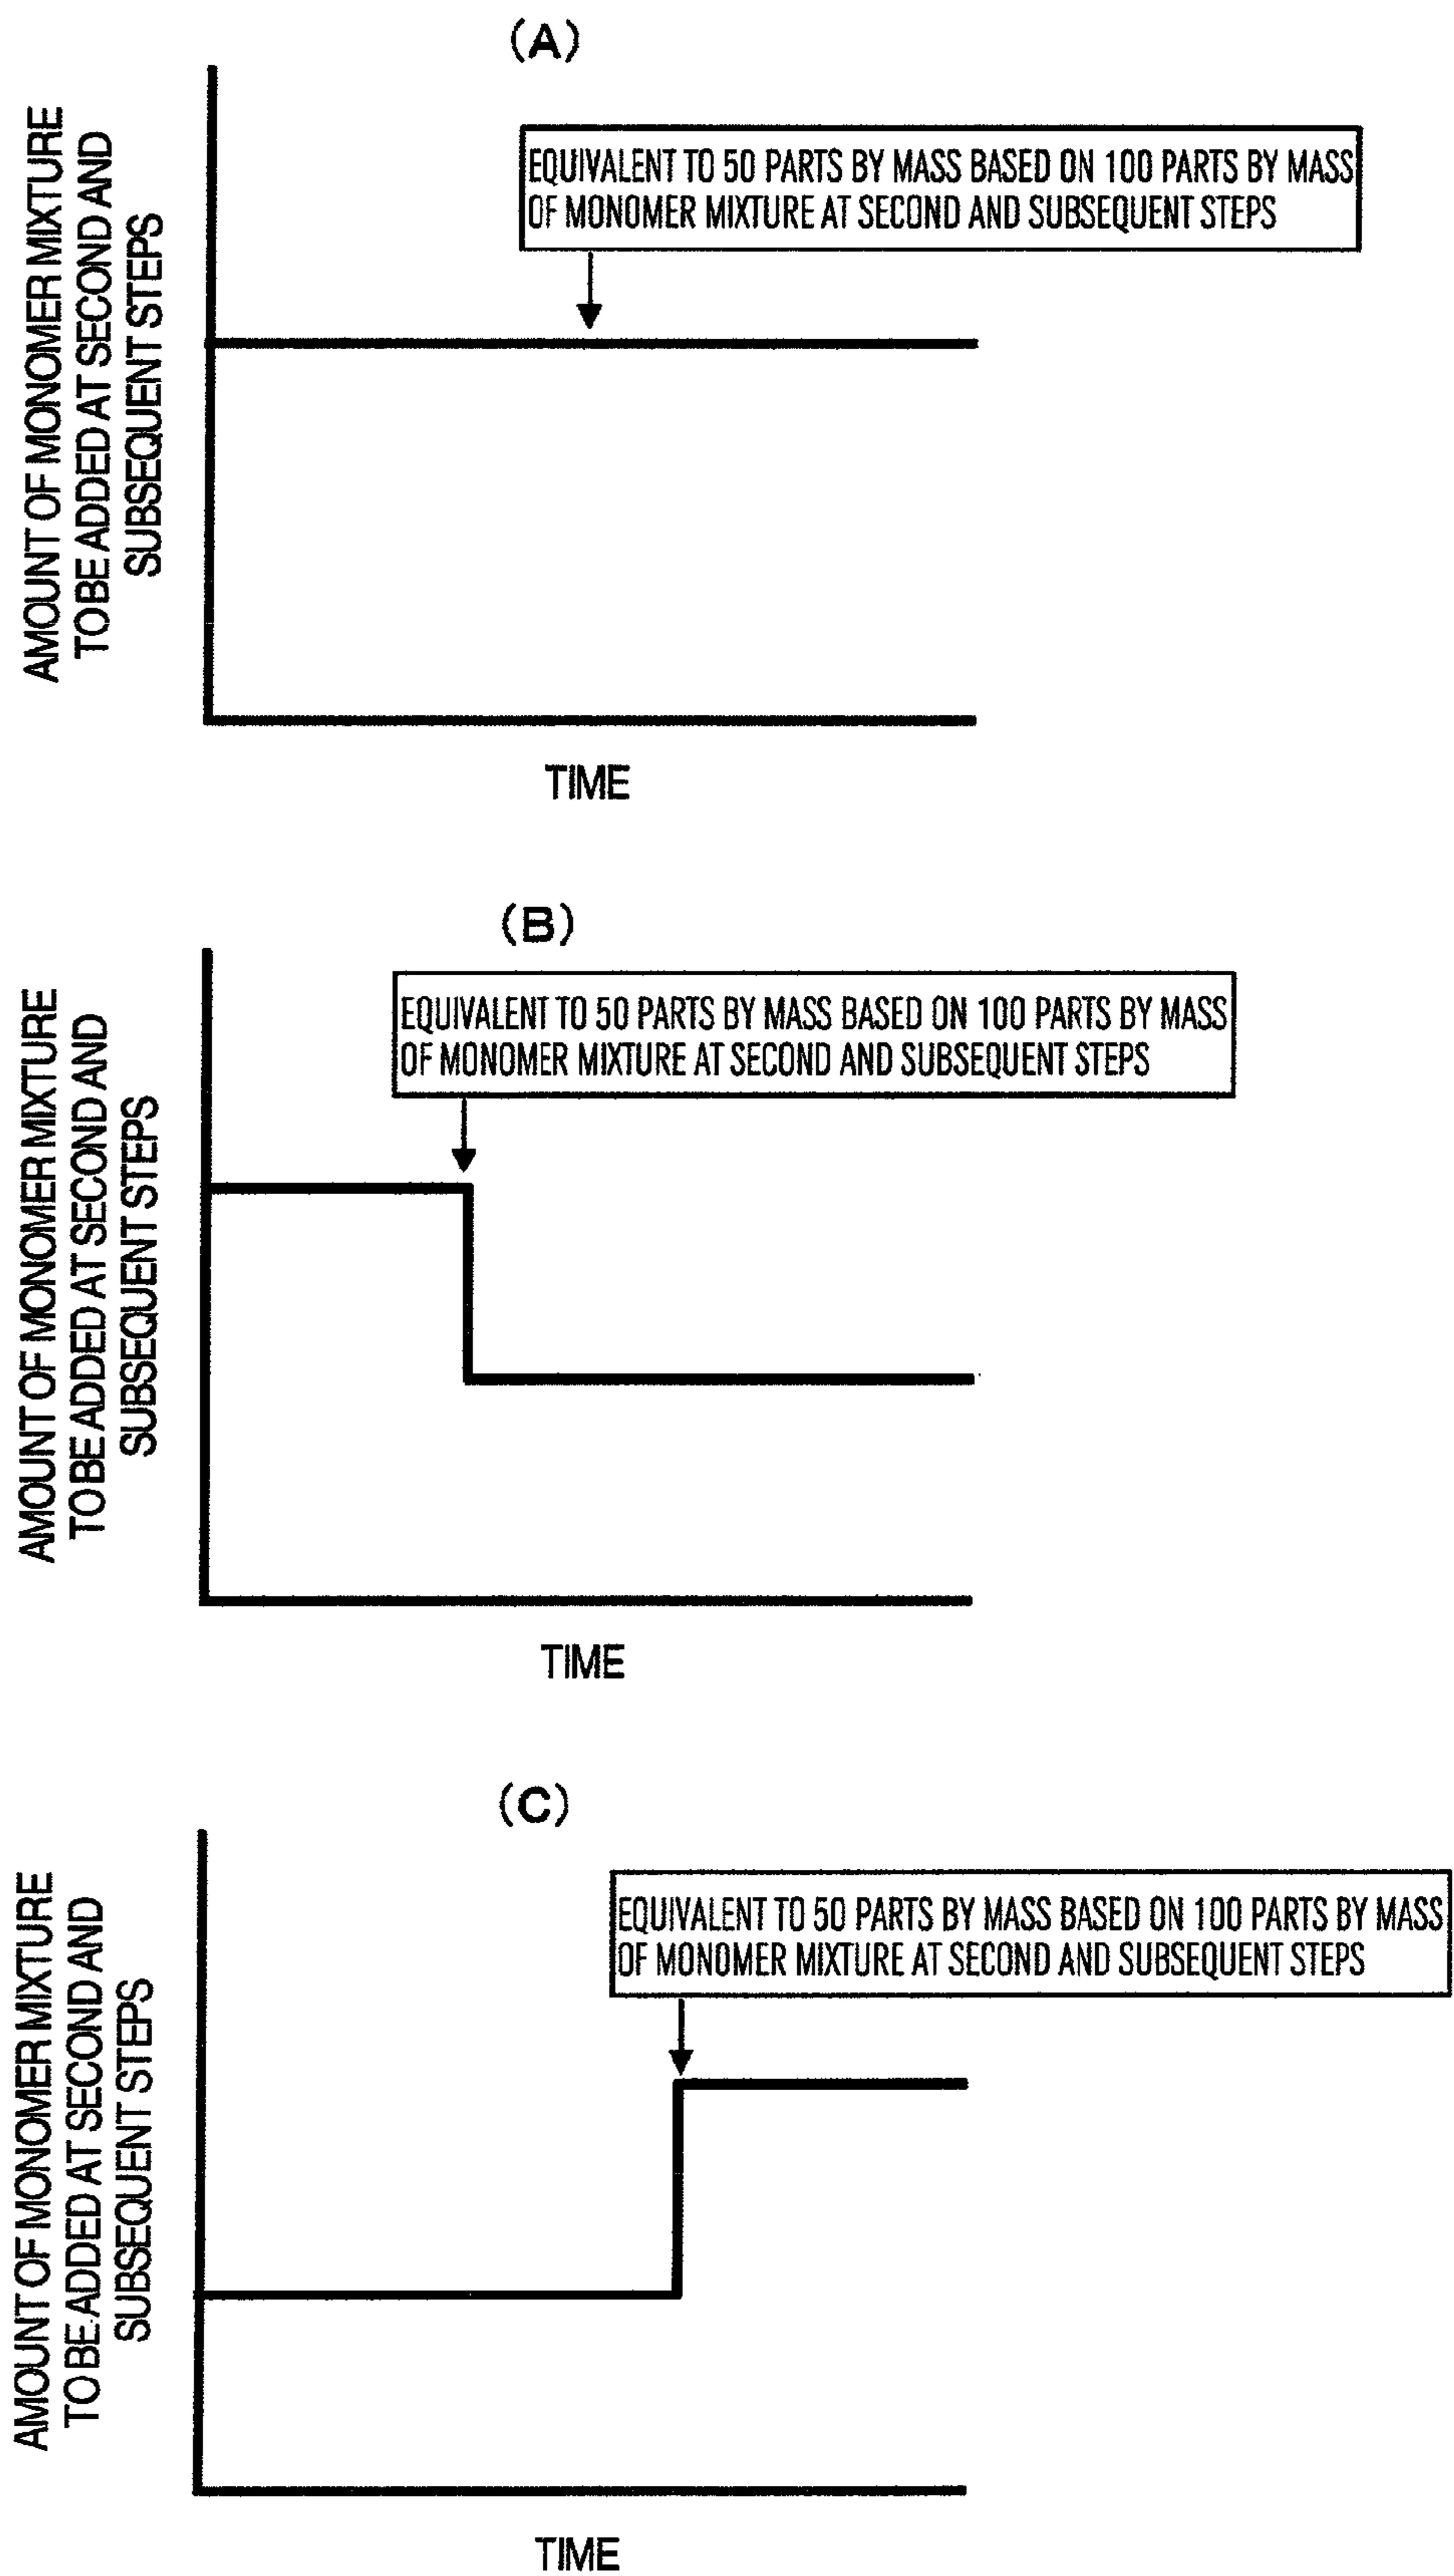 (A)
AMOUNT OF MONOMER MIXTURE
TO BE ADDED AT SECOND AND
SUBSEQUENT STEPS
EQUIVALENT TO 50 PARTS BY MASS BASED ON 100 PARTS BY MASS
OF MONOMER MIXTURE AT SECOND AND SUBSEQUENT STEPS
TIME
(B)
AMOUNT OF MONOMER MIXTURE
TO BE ADDED AT SECOND AND
SUBSEQUENT STEPS
EQUIVALENT TO 50 PARTS BY MASS BASED ON 100 PARTS BY MASS
OF MONOMER MIXTURE AT SECOND AND SUBSEQUENT STEPS
TIME
(C)
AMOUNT OF MONOMER MIXTURE
TO BE ADDED AT SECOND AND
SUBSEQUENT STEPS
EQUIVALENT TO 50 PARTS BY MASS BASED ON 100 PARTS BY MASS
OF MONOMER MIXTURE AT SECOND AND SUBSEQUENT STEPS
TIME